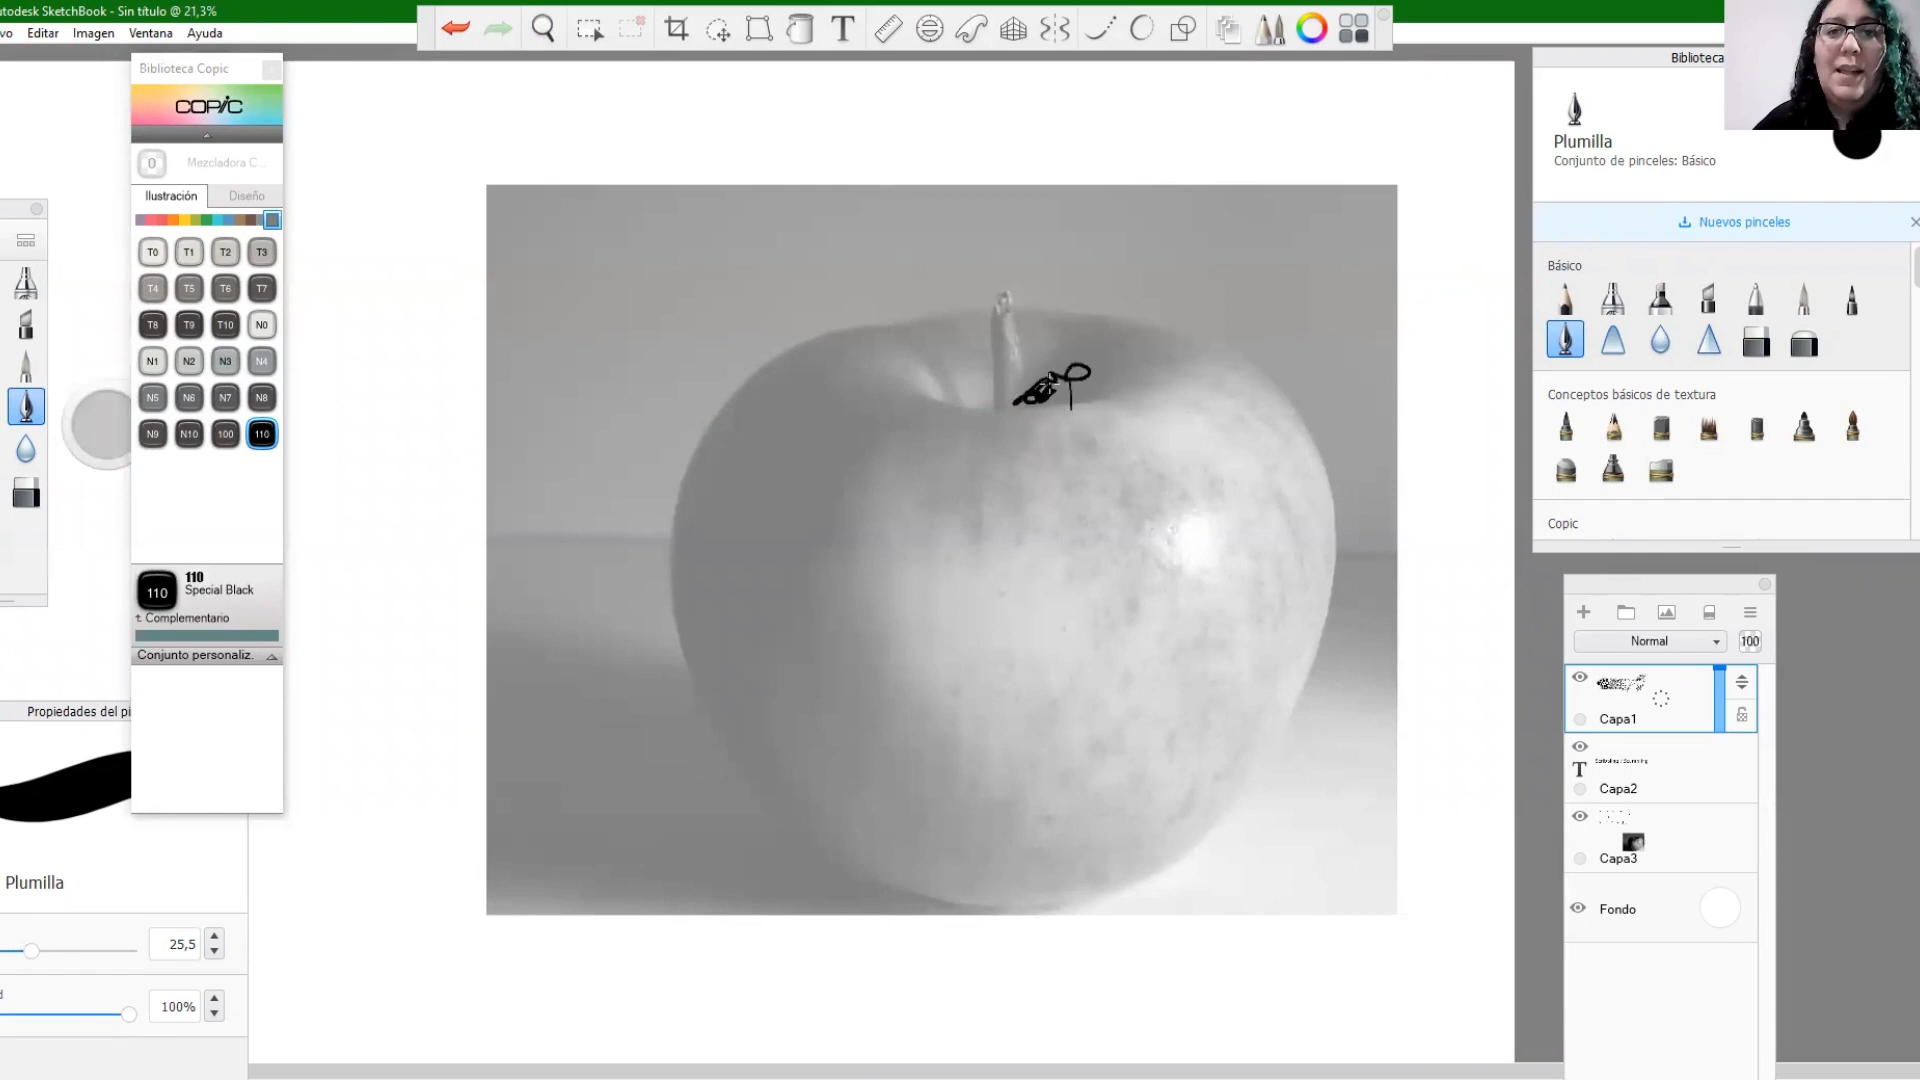 utodesk SketchBook - Sin título @ 21,3%
vo Editar Imagen Ventana Ayuda
Biblioteca Copic
COPIC
0 Mezcladora C...
Ilustración Diseño
T0 T1 T2 T3
T4 T5 T6 T7
T8 T9 T10 N0
N1 N2 N3 N4
N5 N6 N7 N8
N9 N10 100 110
110
110
Special Black
Complementario
Conjunto personaliz.
Propiedades del pi
Plumilla
25,5
d
100%
T
Biblioteca
Plumilla
Conjunto de pinceles: Básico
Nuevos pinceles
Básico
Conceptos básicos de textura
Copic
Normal 100
Capa1
T
Capa2
Capa3
Fondo